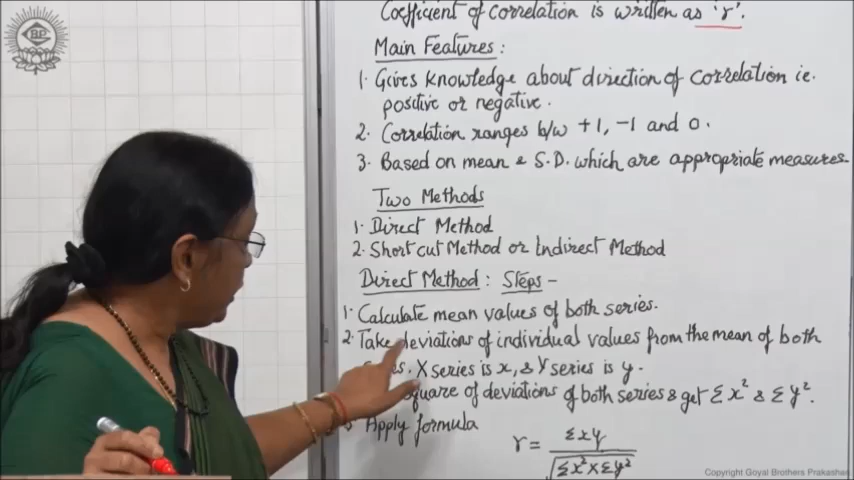 Coefficient of correlation is written as 'r'.
Main Features:
1. Gives knowledge about direction of correlation ie.
positive or negative.
2. Correlation ranges b/w +1, -1 and 0.
3. Based on mean & S.D. which are appropriate measures.
Two Methods
1. Direct Method
2. Short cut Method or Indirect Method
Direct Method: Steps -
1. Calculate mean values of both series.
2. Take deviations of individual values from the mean of both
X series is x, & Y series is y.
square of deviations of both series & get Σx² & Σy².
Apply formula
r = Σxy / √Σx² × Σy²
Copyright Goyal Brothers Prakashan